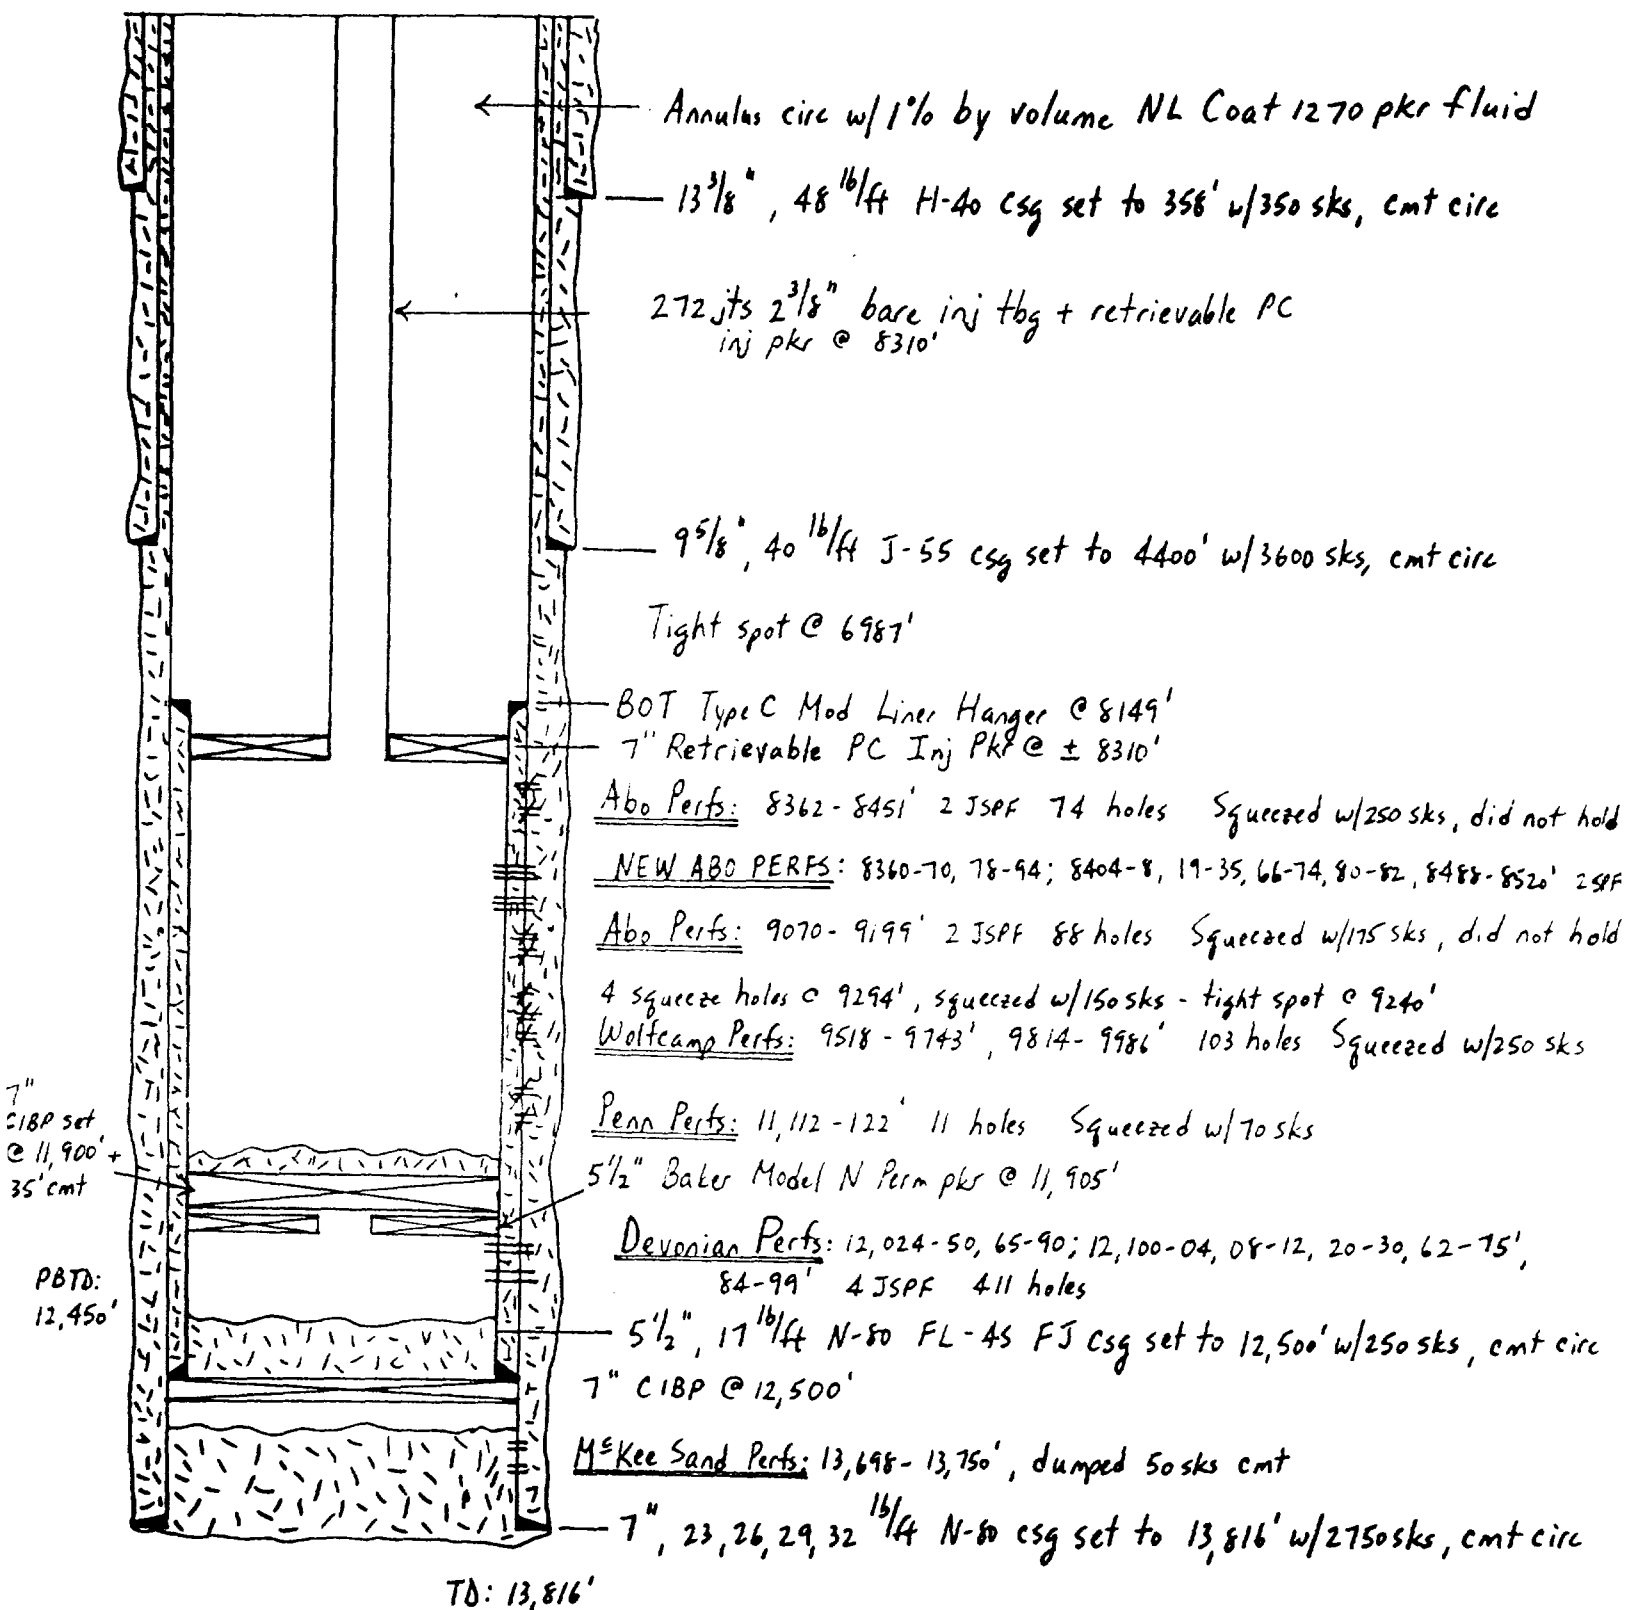 Annulus circ w/1% by volume NL Coat 1270 pkr fluid
13 3/8", 48 lb/ft H-40 csg set to 358' w/350 sks, cmt circ
272 jts 2 3/8" bare inj tbg + retrievable PC
inj pkr @ 8310'
9 5/8", 40 lb/ft J-55 csg set to 4400' w/3600 sks, cmt circ
Tight spot @ 6987'
BOT Type C Mod Liner Hanger @ 8149'
7" Retrievable PC Inj Pkr @ ± 8310'
Abo Perfs: 8362-8451' 2 JSPF 74 holes Squeezed w/250 sks, did not hold
NEW ABO PERFS: 8360-70, 78-94; 8404-8, 19-35, 66-74, 80-82, 8488-8520' 2 SPF
Abo Perfs: 9070-9199' 2 JSPF 88 holes Squeezed w/175 sks, did not hold
4 squeeze holes @ 9294', squeezed w/150 sks - tight spot @ 9240'
Wolfcamp Perfs: 9518-9743', 9814-9986' 103 holes Squeezed w/250 sks
7"
CIBP set
@ 11,900' +
35' cmt
Penn Perfs: 11,112-122' 11 holes Squeezed w/70 sks
5 1/2" Baker Model N Perm pkr @ 11,905'
Devonian Perfs: 12,024-50, 65-90; 12,100-04, 08-12, 20-30, 62-75',
84-99' 4 JSPF 411 holes
PBTD:
12,450'
5 1/2", 17 lb/ft N-80 FL-4S FJ csg set to 12,500' w/250 sks, cmt circ
7" CIBP @ 12,500'
McKee Sand Perfs: 13,698-13,750', dumped 50 sks cmt
7", 23, 26, 29, 32 lb/ft N-80 csg set to 13,816' w/2750 sks, cmt circ
TD: 13,816'